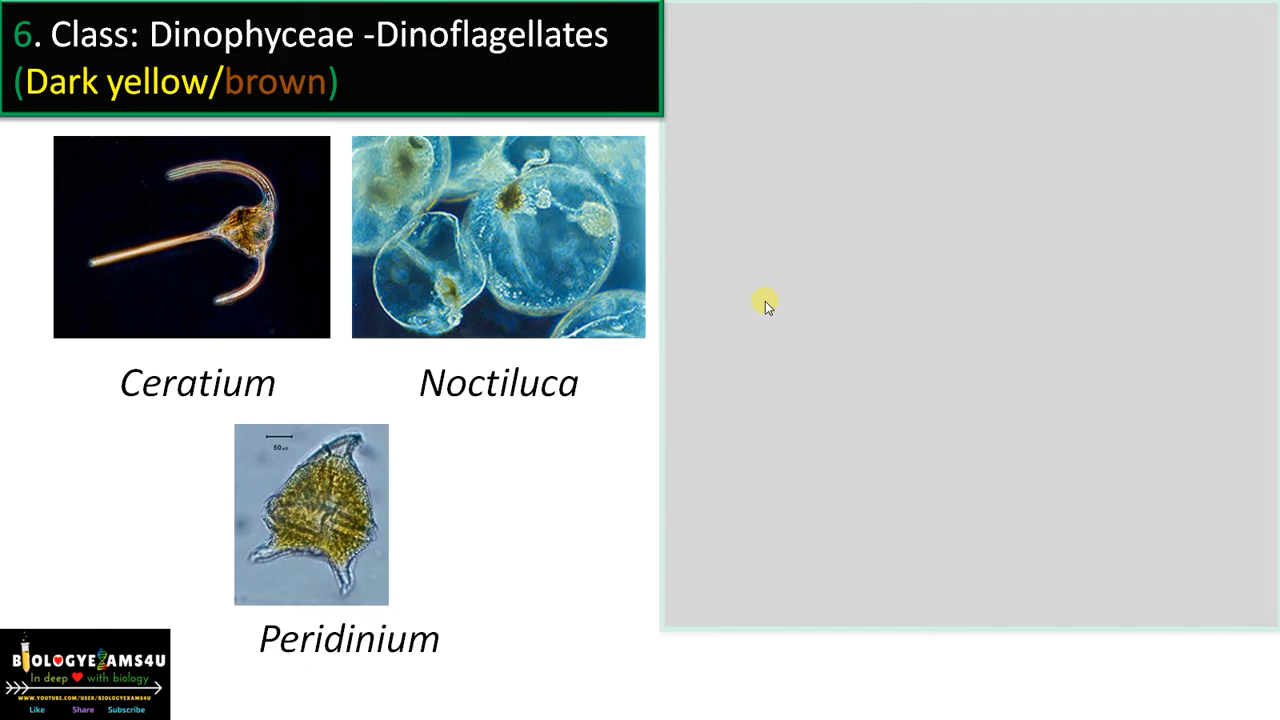 6. Class: Dinophyceae -Dinoflagellates
(Dark yellow/brown)
Ceratium
Noctiluca
50 µm
Peridinium
BIOLOGYEXAMS4U
In deep with biology
WWW.YOUTUBE.COM/USER/BIOLOGYEXAMS4U
Like Share Subscribe